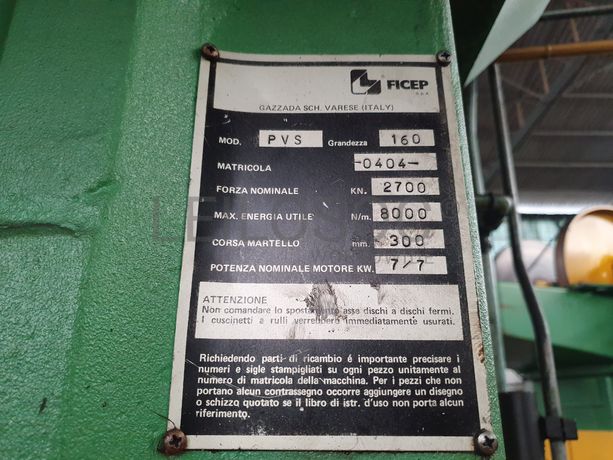 FICEP
S.p.A.
GAZZADA SCH. VARESE (ITALY)
MOD. PVS Grandezza 160
MATRICOLA -0404-
FORZA NOMINALE KN. 2700
MAX. ENERGIA UTILE N/m. 8000
CORSA MARTELLO mm. 300
POTENZA NOMINALE MOTORE KW. 7/7
ATTENZIONE
Non comandare lo spostamento asse dischi a dischi fermi.
I cuscinetti a rulli verrebbero immediatamente usurati.
Richiedendo parti di ricambio é importante precisare i
numeri e sigle stampigliati su ogni pezzo unitamente al
numero di matricola della macchina. Per i pezzi che non
portano alcun contrassegno occorre aggiungere un disegno
o schizzo quotato se il libro di istr. d'uso non porta alcun
riferimento.